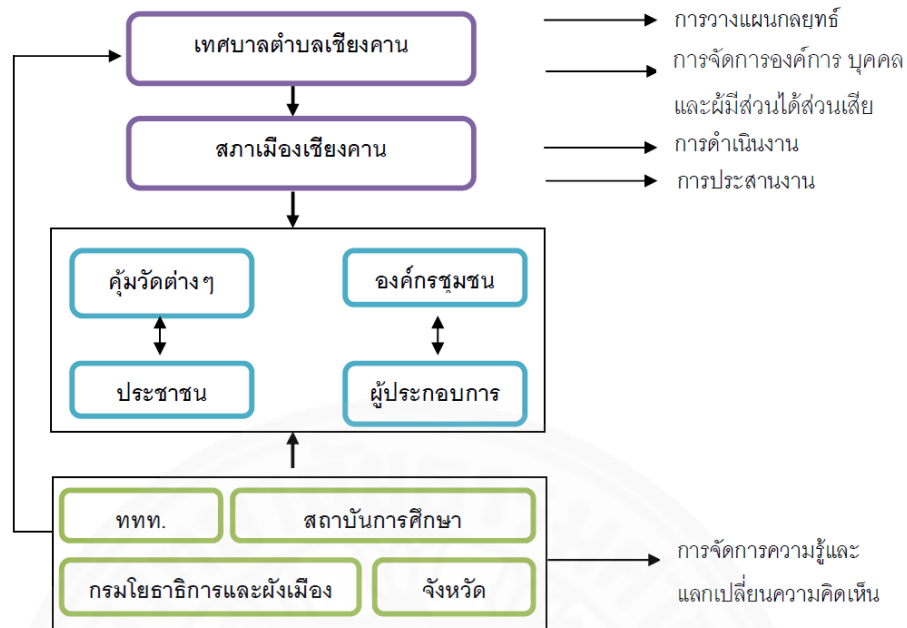 เทศบาลตำบลเชียงคาน
การวางแผนกลยุทธ์
การจัดการองค์การ บุคคล
และผู้มีส่วนได้ส่วนเสีย
สภาเมืองเชียงคาน
การดำเนินงาน
การประสานงาน
คุ้มวัดต่างๆ
องค์กรชุมชน
ประชาชน
ผู้ประกอบการ
ททท.
สถาบันการศึกษา
กรมโยธาธิการและผังเมือง
จังหวัด
การจัดการความรู้และ
แลกเปลี่ยนความคิดเห็น